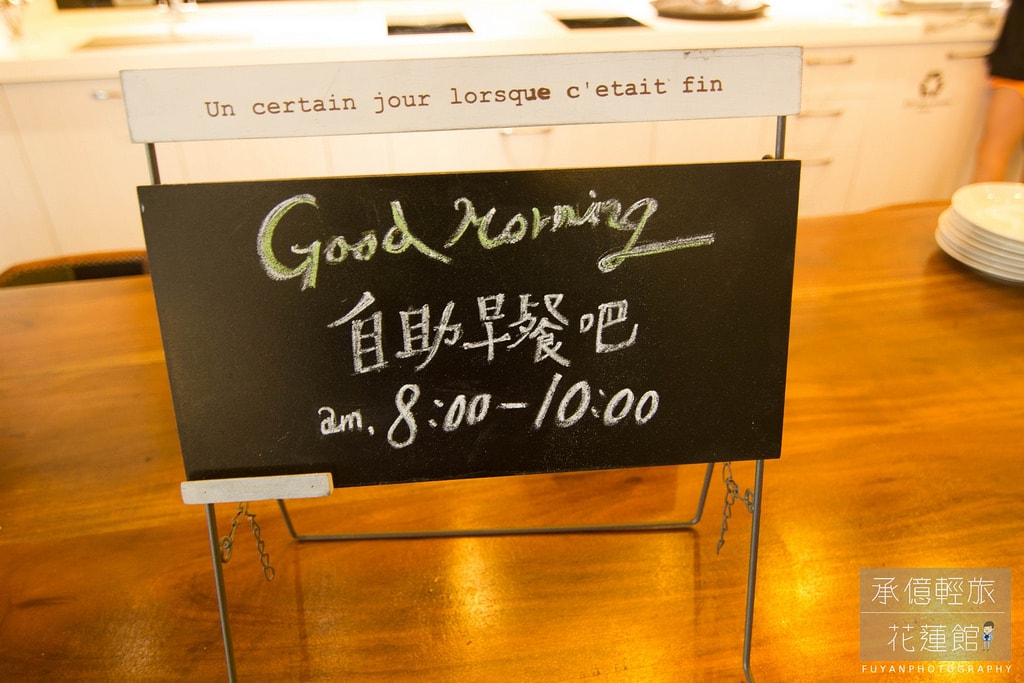 Un certain jour lorsque c'etait fin
Good Morning
自助早餐吧
am. 8:00-10:00
承億輕旅
花蓮館
FUYANPHOTOGRAPHY